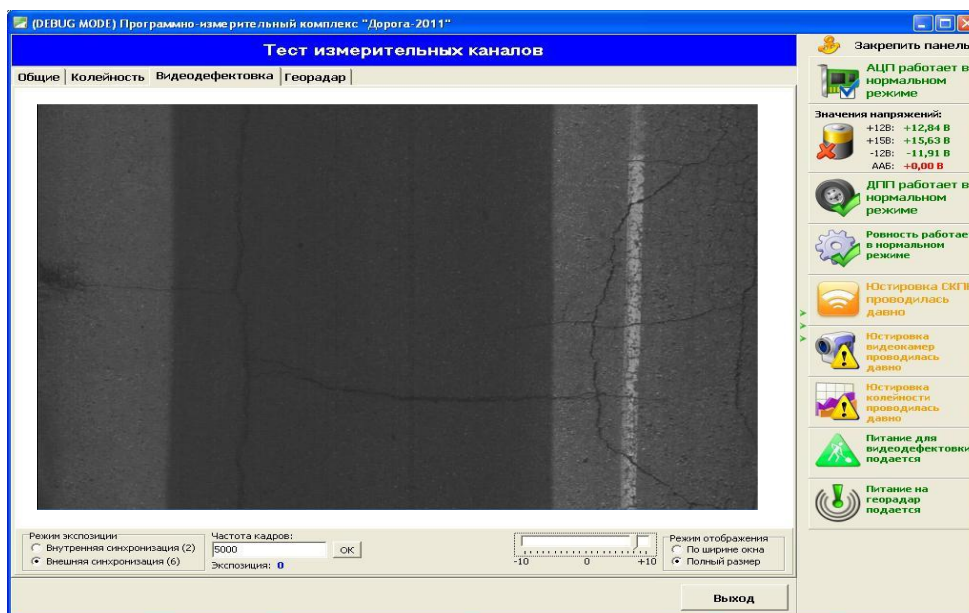 (DEBUG MODE) Программно-измерительный комплекс "Дорога-2011"
Тест измерительных каналов
Общие
Колейность
Видеодефектовка
Георадар
Режим экспозиции
Внутренняя синхронизация (2)
Внешняя синхронизация (6)
Частота кадров:
5000
OK
Экспозиция: 0
-10 0 +10
Режим отображения
По ширине окна
Полный размер
Выход
Закрепить панель
АЦП работает в
нормальном
режиме
Значения напряжений:
+12В: +12,84 В
+15В: +15,63 В
-12В: -11,91 В
ААБ: +0,00 В
ДПП работает в
нормальном
режиме
Ровность работае
в нормальном
режиме
Юстировка СКПІ
проводилась
давно
Юстировка
видеокамер
проводилась
давно
Юстировка
колейности
проводилась
давно
Питание для
видеодефектовки
подается
Питание на
георадар
подается